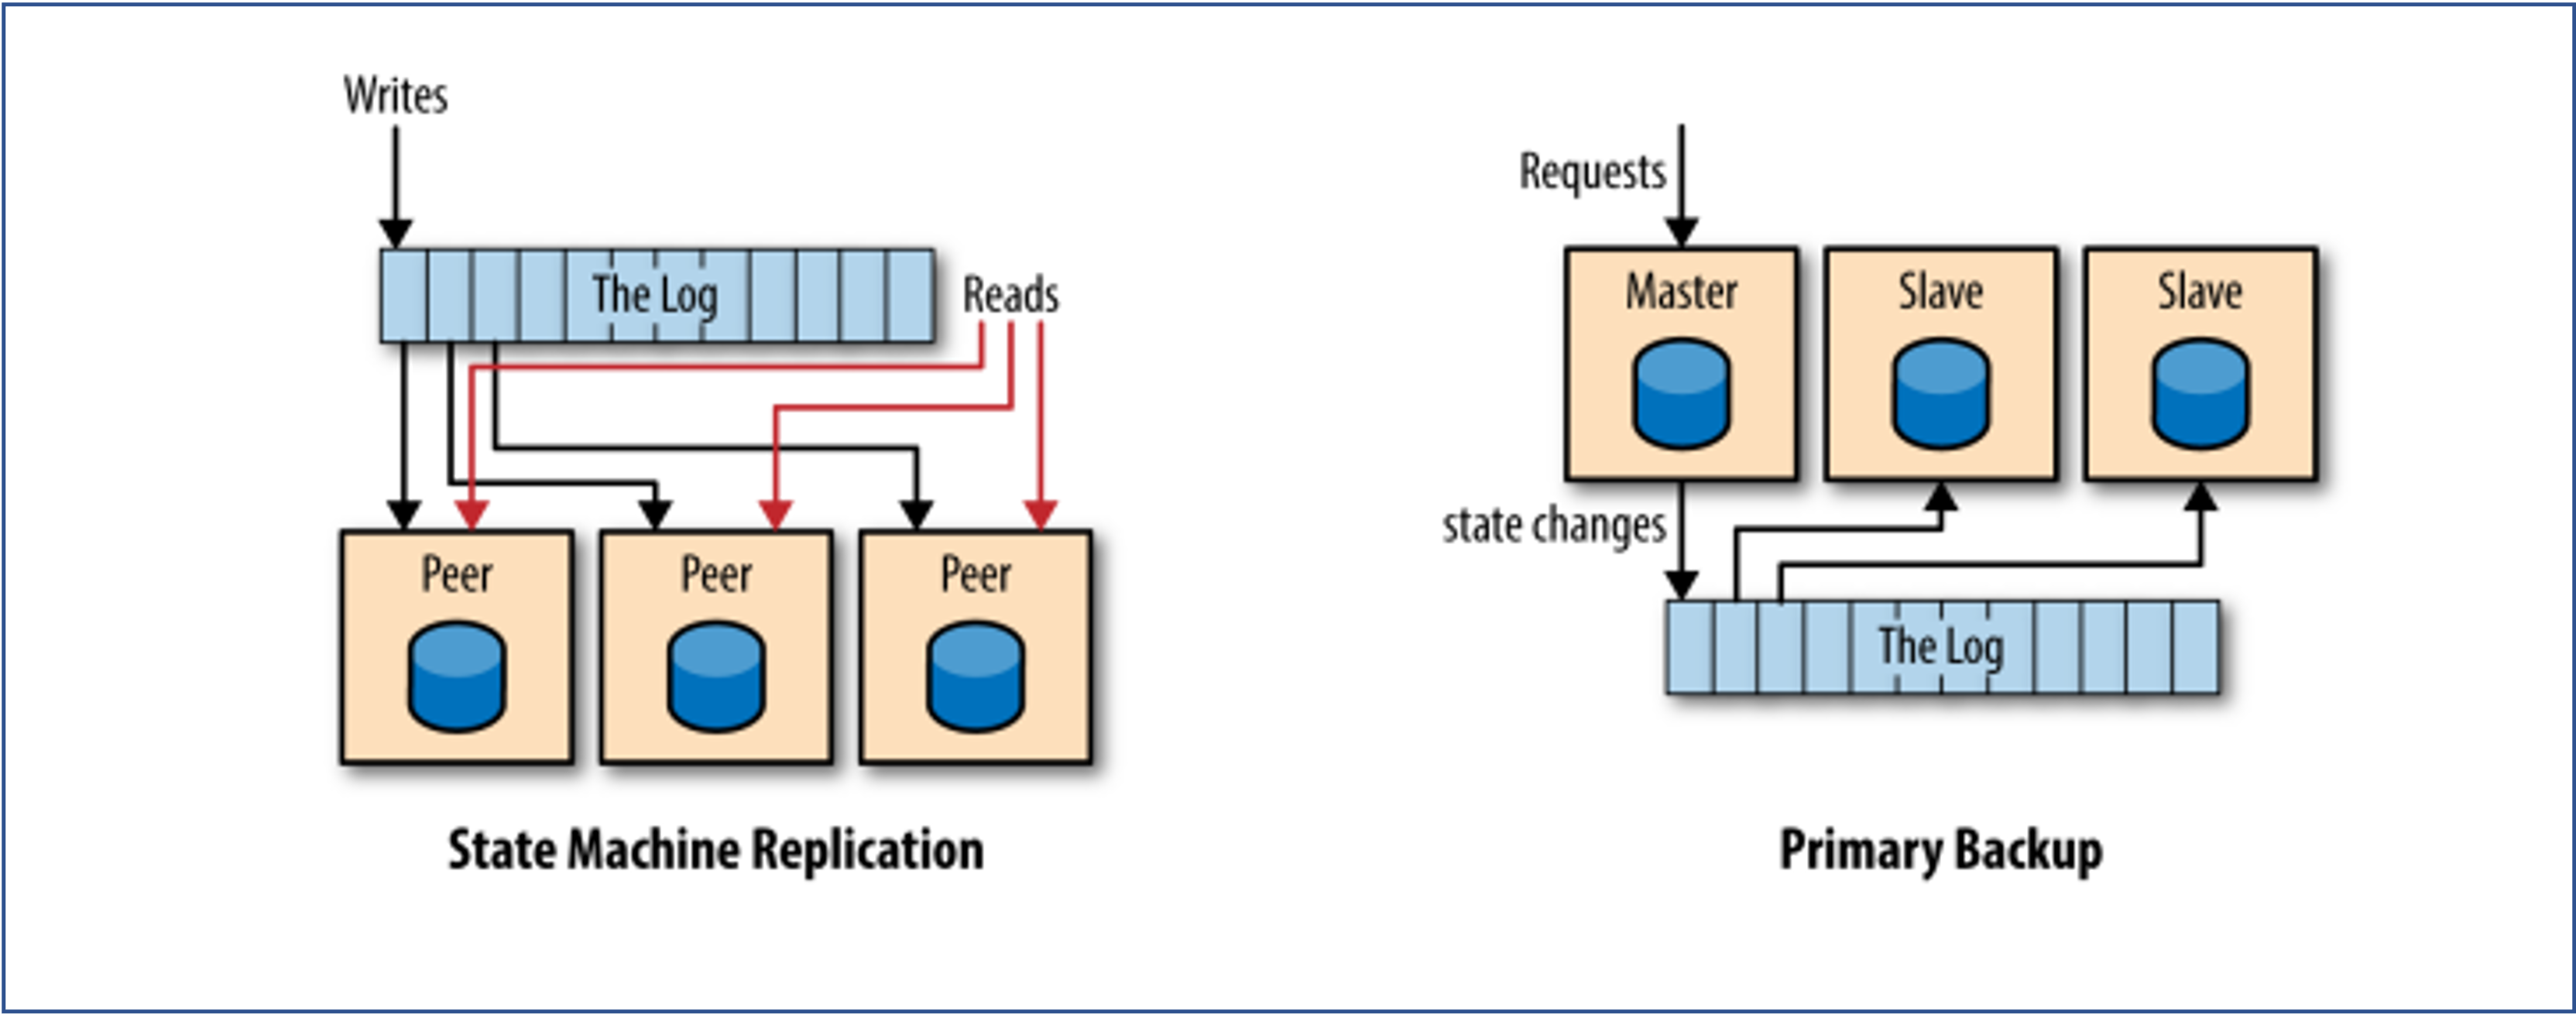 Writes
The Log
Reads
Peer
Peer
Peer
State Machine Replication
Requests
Master
Slave
Slave
state changes
The Log
Primary Backup